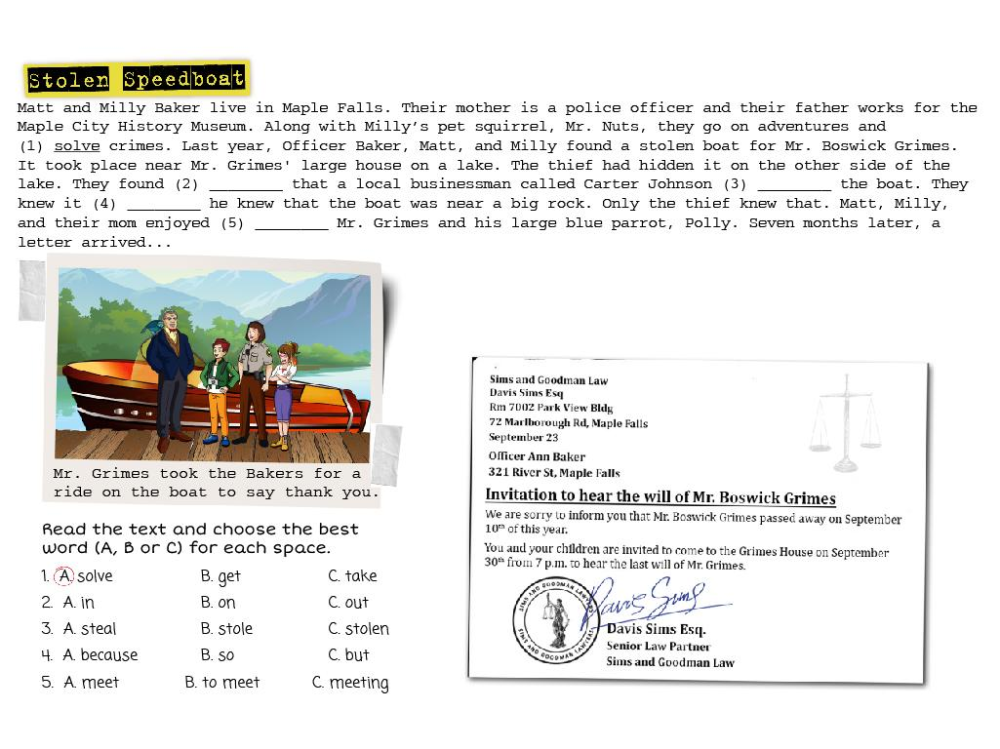 Stolen Speedboat
Matt and Milly Baker live in Maple Falls. Their mother is a police officer and their father works for the
Maple City History Museum. Along with Milly's pet squirrel, Mr. Nuts, they go on adventures and
(1) solve crimes. Last year, Officer Baker, Matt, and Milly found a stolen boat for Mr. Boswick Grimes.
It took place near Mr. Grimes' large house on a lake. The thief had hidden it on the other side of the
lake. They found (2) ________ that a local businessman called Carter Johnson (3) ________ the boat. They
knew it (4) ________ he knew that the boat was near a big rock. Only the thief knew that. Matt, Milly,
and their mom enjoyed (5) ________ Mr. Grimes and his large blue parrot, Polly. Seven months later, a
letter arrived...
Mr. Grimes took the Bakers for a
ride on the boat to say thank you.
Read the text and choose the best
word (A, B or C) for each space.
1. A. solve B. get C. take
2. A. in B. on C. out
3. A. steal B. stole C. stolen
4. A. because B. so C. but
5. A. meet B. to meet C. meeting
Sims and Goodman Law
Davis Sims Esq
Rm 7002 Park View Bldg
72 Marlborough Rd, Maple Falls
September 23
Officer Ann Baker
321 River St, Maple Falls
Invitation to hear the will of Mr. Boswick Grimes
We are sorry to inform you that Mr. Boswick Grimes passed away on September
10th of this year.
You and your children are invited to come to the Grimes House on September
30th from 7 p.m. to hear the last will of Mr. Grimes.
SIMS AND GOODMAN LAWYERS
SIMS AND GOODMAN LAWYERS
Davis Sims
Davis Sims Esq.
Senior Law Partner
Sims and Goodman Law